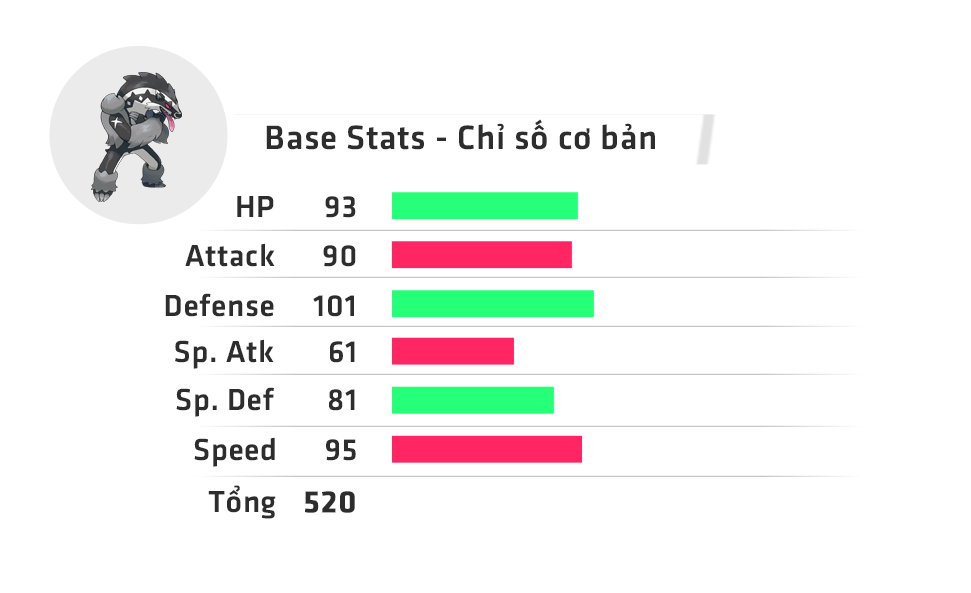 Base Stats - Chỉ số cơ bản
HP 93
Attack 90
Defense 101
Sp. Atk 61
Sp. Def 81
Speed 95
Tổng 520